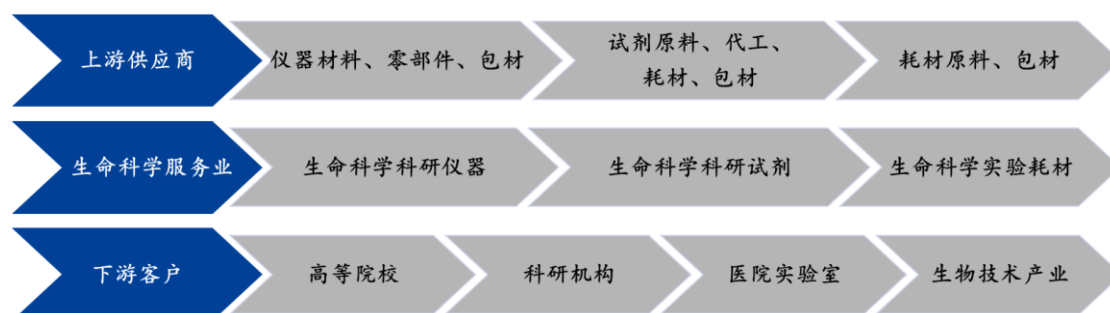 上游供应商
仪器材料、零部件、包材
试剂原料、代工、
耗材、包材
耗材原料、包材
生命科学服务业
生命科学科研仪器
生命科学科研试剂
生命科学实验耗材
下游客户
高等院校
科研机构
医院实验室
生物技术产业